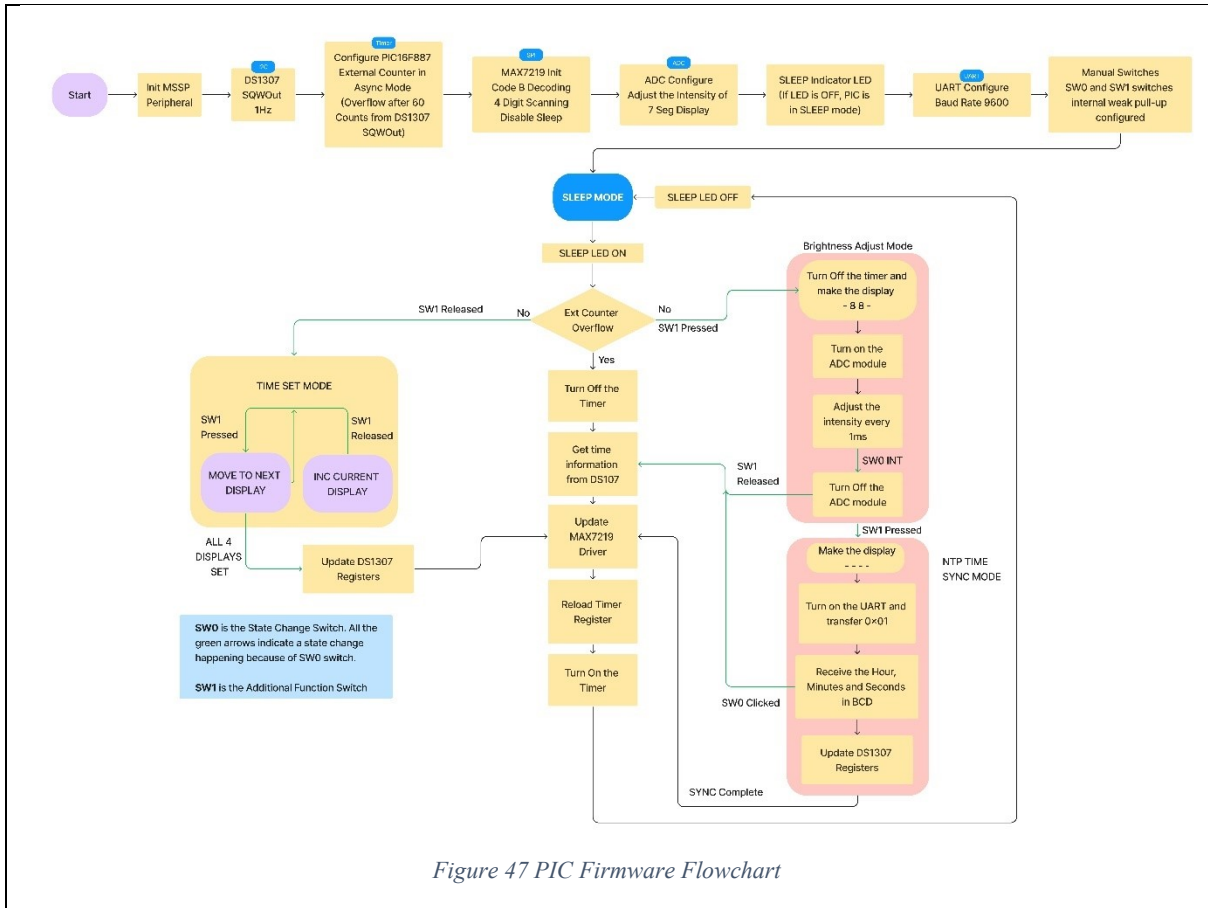 Start
Init MSSP
Peripheral
I²C
DS1307
SQWOut
1Hz
Timer
Configure PIC16F887
External Counter in
Async Mode
(Overflow after 60
Counts from DS1307
SQWOut)
SPI
MAX7219 Init
Code B Decoding
4 Digit Scanning
Disable Sleep
ADC
ADC Configure
Adjust the Intensity of
7 Seg Display
SLEEP Indicator LED
(If LED is OFF, PIC is
in SLEEP mode)
UART
UART Configure
Baud Rate 9600
Manual Switches
SW0 and SW1 switches
internal weak pull-up
configured
SLEEP MODE
SLEEP LED OFF
SLEEP LED ON
Ext Counter
Overflow
SW1 Released
No
No
SW1 Pressed
Yes
TIME SET MODE
SW1
Pressed
SW1
Released
MOVE TO NEXT
DISPLAY
INC CURRENT
DISPLAY
ALL 4
DISPLAYS
SET
Update DS1307
Registers
Turn Off the
Timer
Get time
information
from DS107
Update
MAX7219
Driver
Reload Timer
Register
Turn On the
Timer
Brightness Adjust Mode
Turn Off the timer and
make the display
- 8 8 -
Turn on the
ADC module
Adjust the
intensity every
1ms
SW0 INT
Turn Off the
ADC module
SW1
Released
SW1 Pressed
NTP TIME
SYNC MODE
Make the display
- - - -
Turn on the UART and
transfer 0x01
Receive the Hour,
Minutes and Seconds
in BCD
SW0 Clicked
Update DS1307
Registers
SYNC Complete
SW0 is the State Change Switch. All the
green arrows indicate a state change
happening because of SW0 switch.
SW1 is the Additional Function Switch
Figure 47 PIC Firmware Flowchart